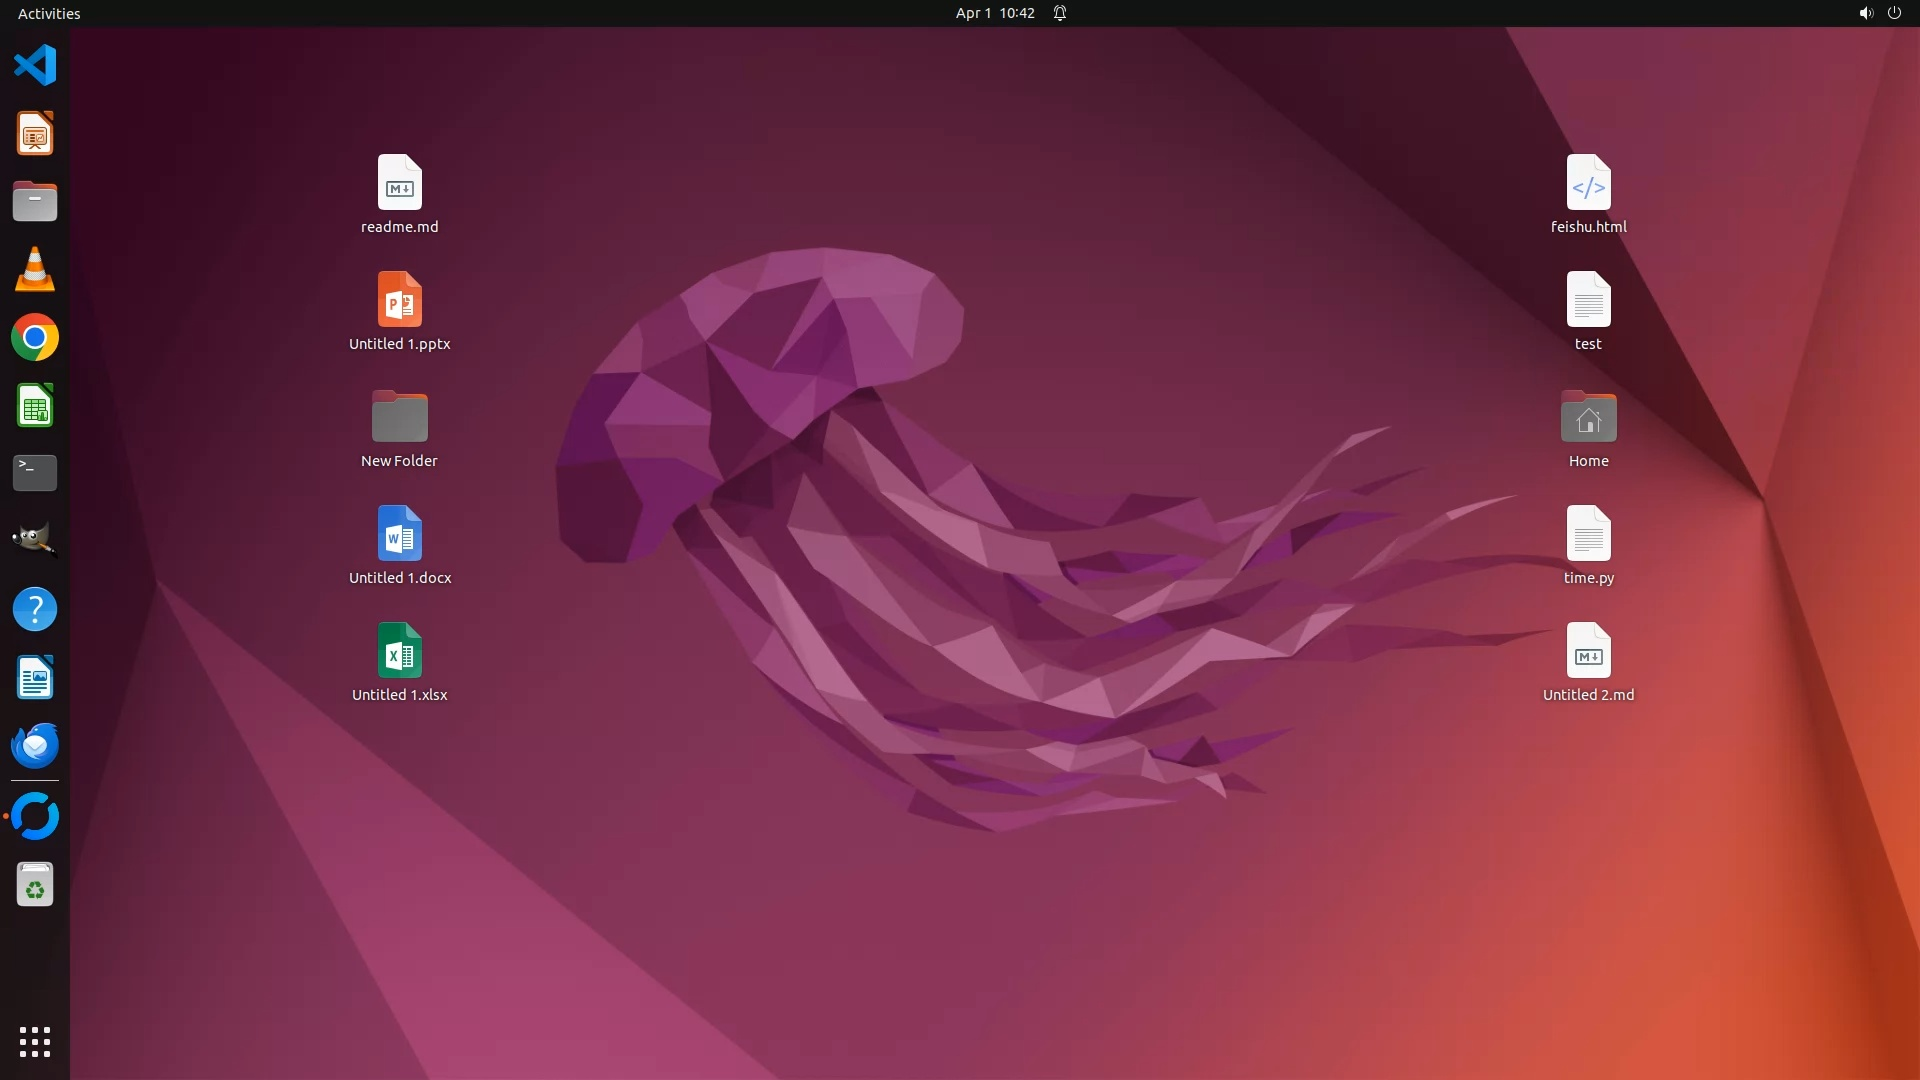 Activities
Apr 1 10:42
readme.md
feishu.html
Untitled 1.pptx
test
New Folder
Home
Untitled 1.docx
time.py
Untitled 1.xlsx
Untitled 2.md